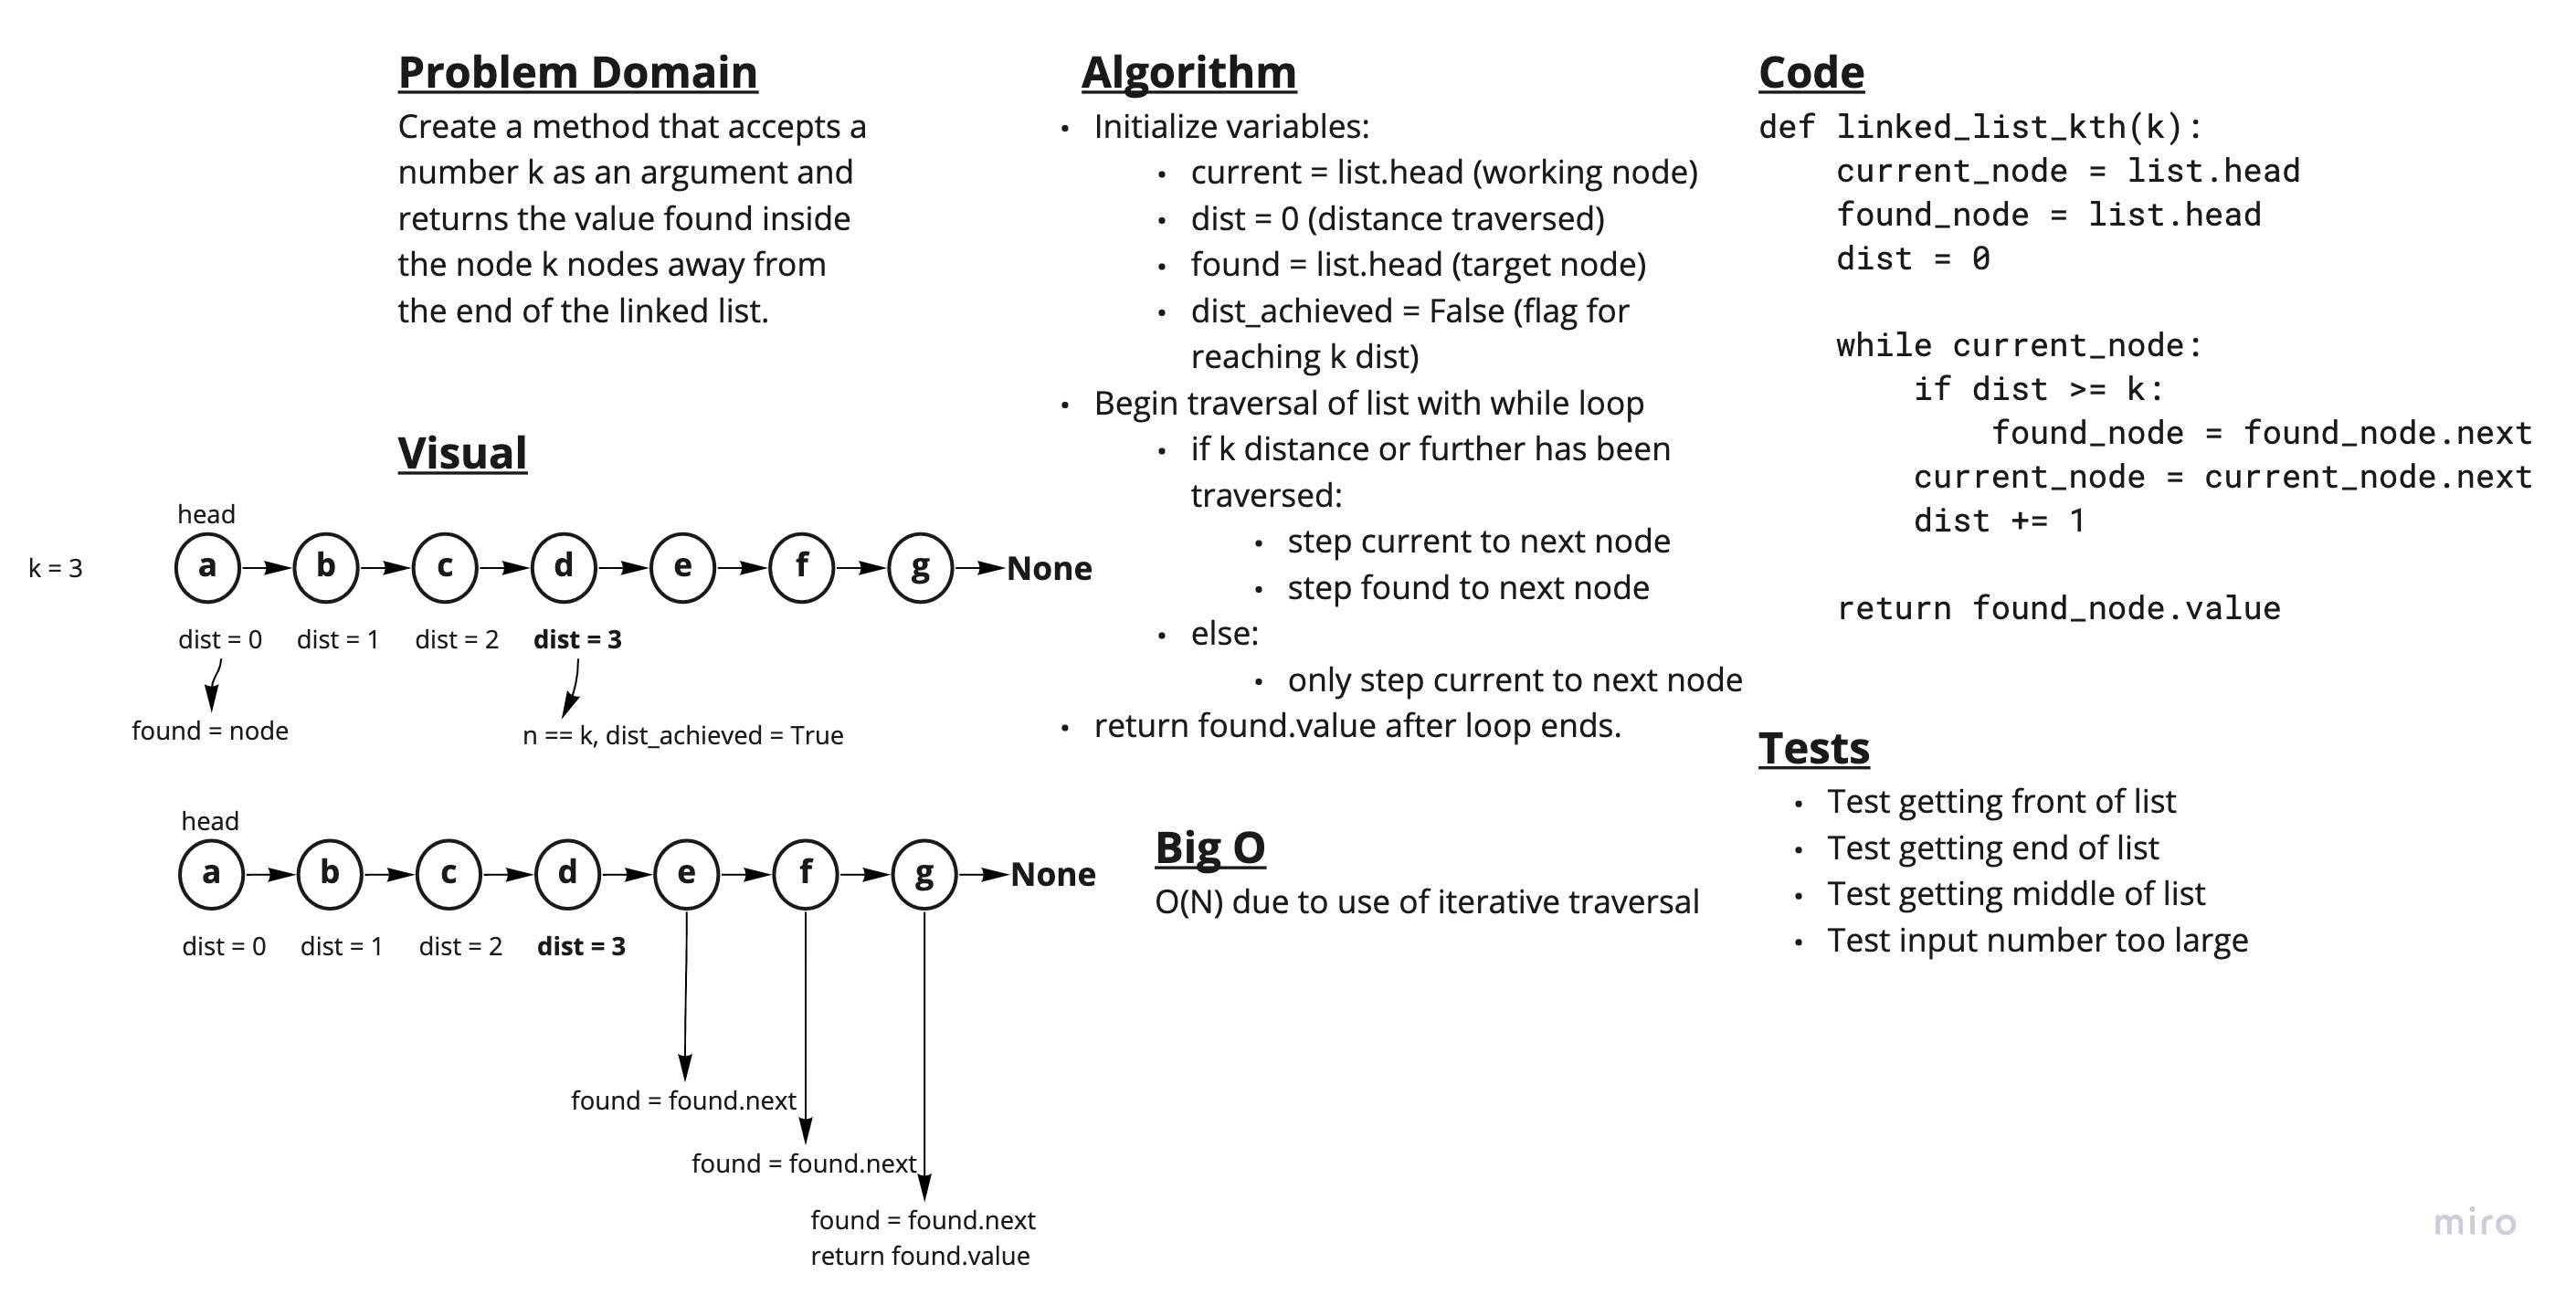 Problem Domain
Create a method that accepts a
number k as an argument and
returns the value found inside
the node k nodes away from
the end of the linked list.
Visual
k = 3
head
a b c d e f g None
dist = 0 dist = 1 dist = 2 dist = 3
found = node
n == k, dist_achieved = True
head
a b c d e f g None
dist = 0 dist = 1 dist = 2 dist = 3
found = found.next
found = found.next
found = found.next
return found.value
Algorithm
• Initialize variables:
• current = list.head (working node)
• dist = 0 (distance traversed)
• found = list.head (target node)
• dist_achieved = False (flag for
reaching k dist)
• Begin traversal of list with while loop
• if k distance or further has been
traversed:
• step current to next node
• step found to next node
• else:
• only step current to next node
• return found.value after loop ends.
Big O
O(N) due to use of iterative traversal
Code
def linked_list_kth(k):
    current_node = list.head
    found_node = list.head
    dist = 0
    while current_node:
        if dist >= k:
            found_node = found_node.next
        current_node = current_node.next
        dist += 1
    return found_node.value
Tests
• Test getting front of list
• Test getting end of list
• Test getting middle of list
• Test input number too large
miro